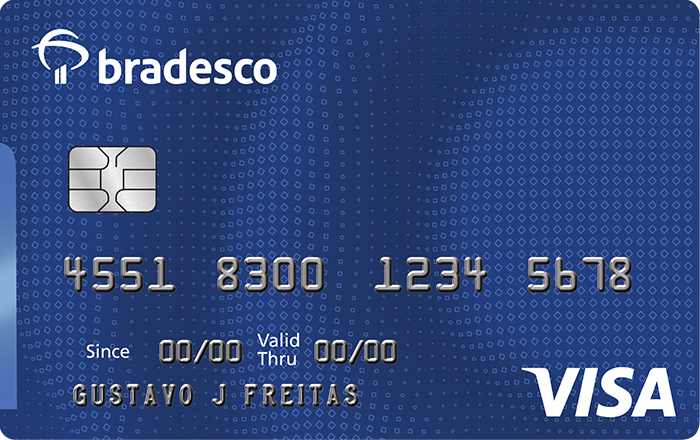 bradesco
4551 8300 1234 5678
Since 00/00 Valid Thru 00/00
GUSTAVO J FREITAS
VISA